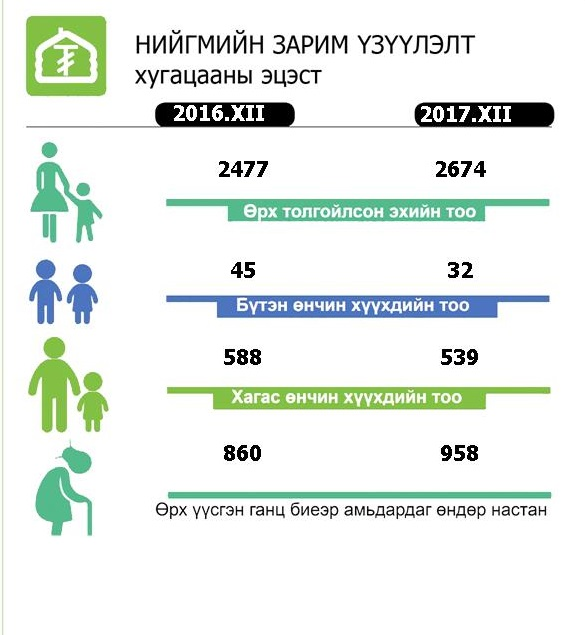 НИЙГМИЙН ЗАРИМ ҮЗҮҮЛЭЛТ
хугацааны эцэст
2016.XII 2017.XII
2477 2674
Өрх толгойлсон эхийн тоо
45 32
Бүтэн өнчин хүүхдийн тоо
588 539
Хагас өнчин хүүхдийн тоо
860 958
Өрх үүсгэн ганц биеэр амьдардаг өндөр настан